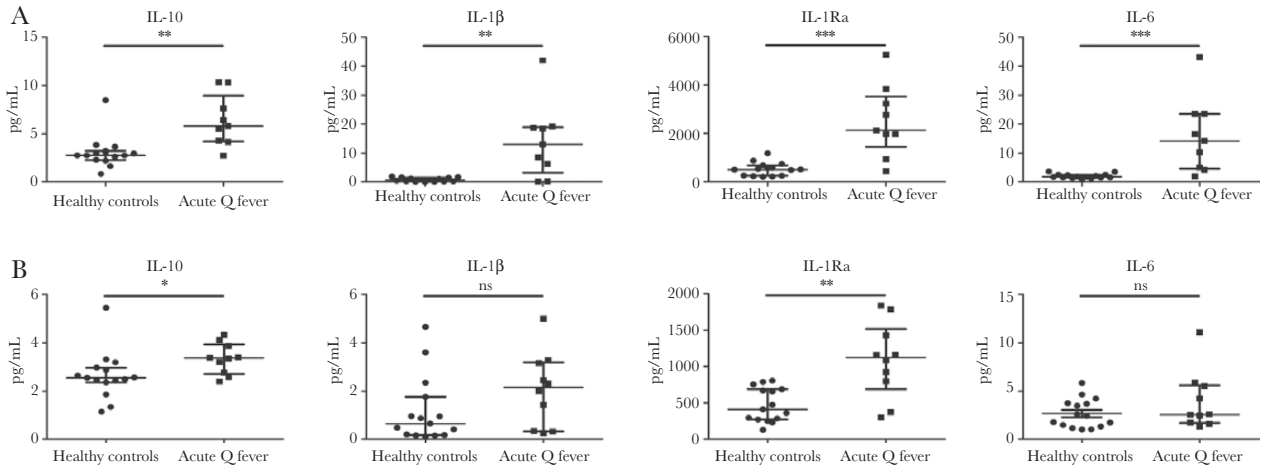 A
IL-10
**
15
10
5
0
pg/mL
Healthy controls
Acute Q fever
IL-1β
**
50
40
30
20
10
0
pg/mL
Healthy controls
Acute Q fever
IL-1Ra
***
6000
4000
2000
0
pg/mL
Healthy controls
Acute Q fever
IL-6
***
50
40
30
20
10
0
pg/mL
Healthy controls
Acute Q fever
B
IL-10
*
6
4
2
0
pg/mL
Healthy controls
Acute Q fever
IL-1β
ns
6
4
2
0
pg/mL
Healthy controls
Acute Q fever
IL-1Ra
**
2000
1500
1000
500
0
pg/mL
Healthy controls
Acute Q fever
IL-6
ns
15
10
5
0
pg/mL
Healthy controls
Acute Q fever